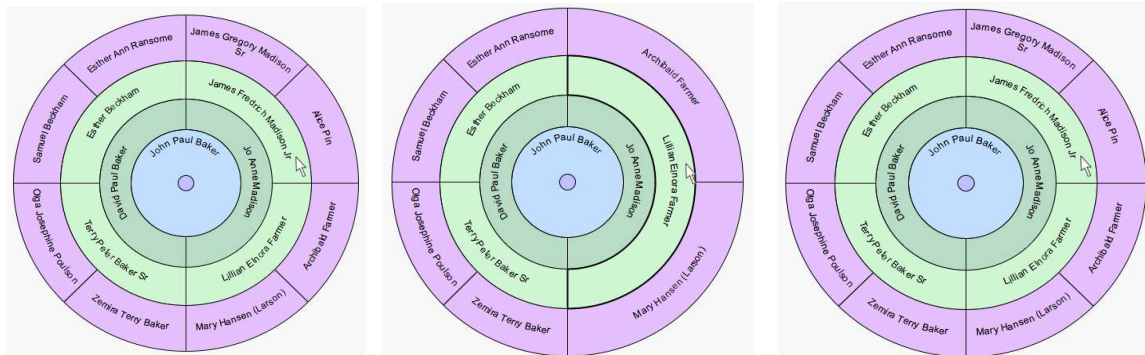 Esther Ann Ransome
James Gregory Madison
Sr
Samuel Beckham
Esther Beckham
James Fredrich Madison Jr
Alice Pin
David Paul Baker
John Paul Baker
Jo Anne Madison
Olga Josephine Poulson
TerryPeter Baker Sr
Lillian Elnora Farmer
Archibald Farmer
Zemira Terry Baker
Mary Hansen (Larson)
Esther Ann Ransome
Archibald Farmer
Samuel Beckham
Esther Beckham
David Paul Baker
John Paul Baker
Jo Anne Madison
Lillian Elnora Farmer
Olga Josephine Poulson
TerryPeter Baker Sr
Zemira Terry Baker
Mary Hansen (Larson)
Esther Ann Ransome
James Gregory Madison
Sr
Samuel Beckham
Esther Beckham
James Fredrich Madison Jr
Alice Pin
David Paul Baker
John Paul Baker
Jo Anne Madison
Olga Josephine Poulson
TerryPeter Baker Sr
Lillian Elnora Farmer
Archibald Farmer
Zemira Terry Baker
Mary Hansen (Larson)